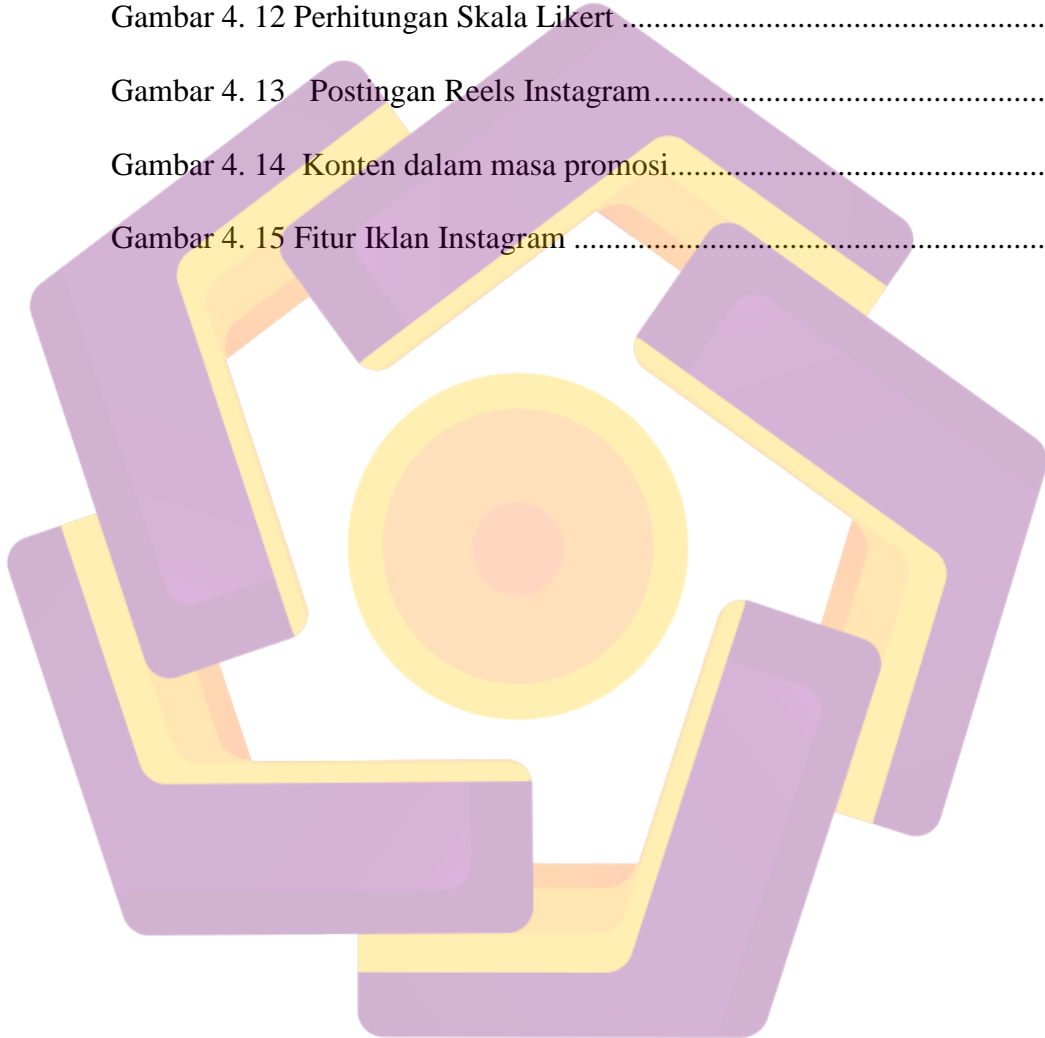 Gambar 4. 12 Perhitungan Skala Likert ......................................................
Gambar 4. 13   Postingan Reels Instagram..................................................
Gambar 4. 14  Konten dalam masa promosi................................................
Gambar 4. 15 Fitur Iklan Instagram ............................................................